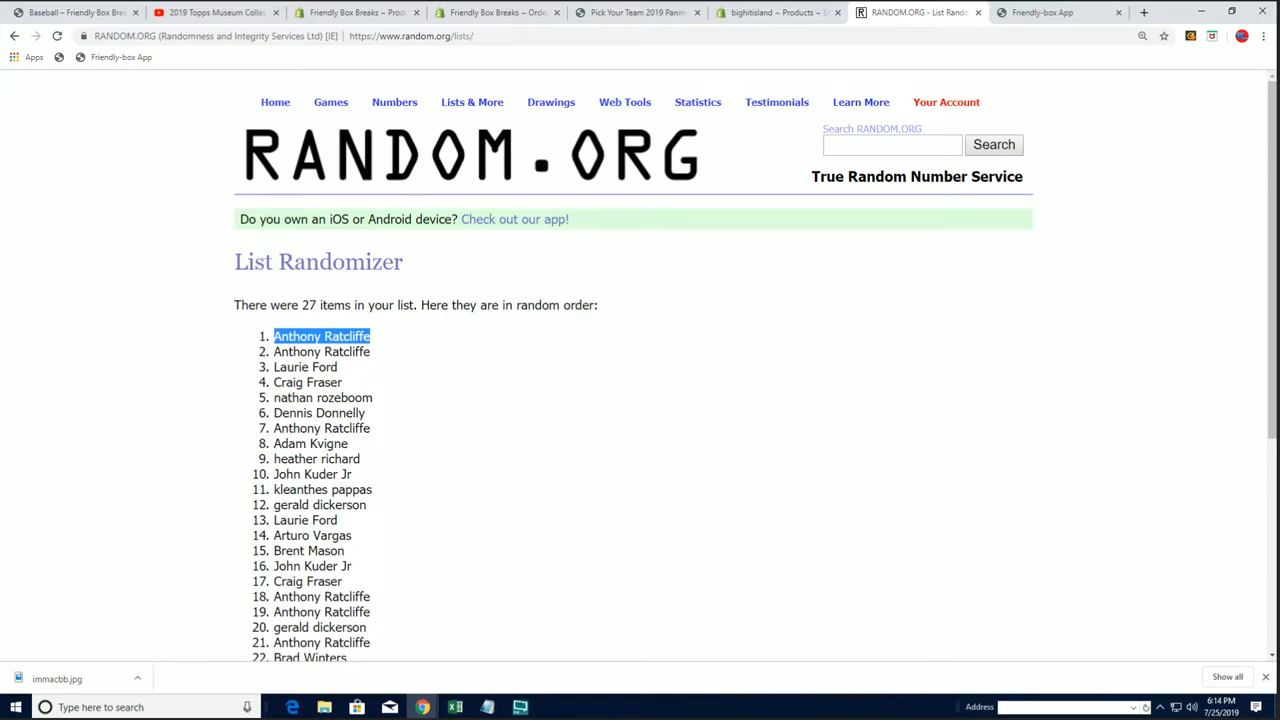 Baseball – Friendly Box Brea
2019 Topps Museum Collec
Friendly Box Breaks ~ Produ
Friendly Box Breaks ~ Orde
Pick Your Team 2019 Panini
bighitisland ~ Products ~ S
RANDOM.ORG - List Rando
Friendly-box App
RANDOM.ORG (Randomness and Integrity Services Ltd) [IE] | https://www.random.org/lists/
Apps
Friendly-box App
Home Games Numbers Lists & More Drawings Web Tools Statistics Testimonials Learn More Your Account
RANDOM.ORG
Search RANDOM.ORG
Search
True Random Number Service
Do you own an iOS or Android device? Check out our app!
List Randomizer
There were 27 items in your list. Here they are in random order:
1. Anthony Ratcliffe
2. Anthony Ratcliffe
3. Laurie Ford
4. Craig Fraser
5. nathan rozeboom
6. Dennis Donnelly
7. Anthony Ratcliffe
8. Adam Kvigne
9. heather richard
10. John Kuder Jr
11. kleanthes pappas
12. gerald dickerson
13. Laurie Ford
14. Arturo Vargas
15. Brent Mason
16. John Kuder Jr
17. Craig Fraser
18. Anthony Ratcliffe
19. Anthony Ratcliffe
20. gerald dickerson
21. Anthony Ratcliffe
22. Brad Winters
immacbb.jpg
Show all
Type here to search
Address
6:14 PM
7/25/2019